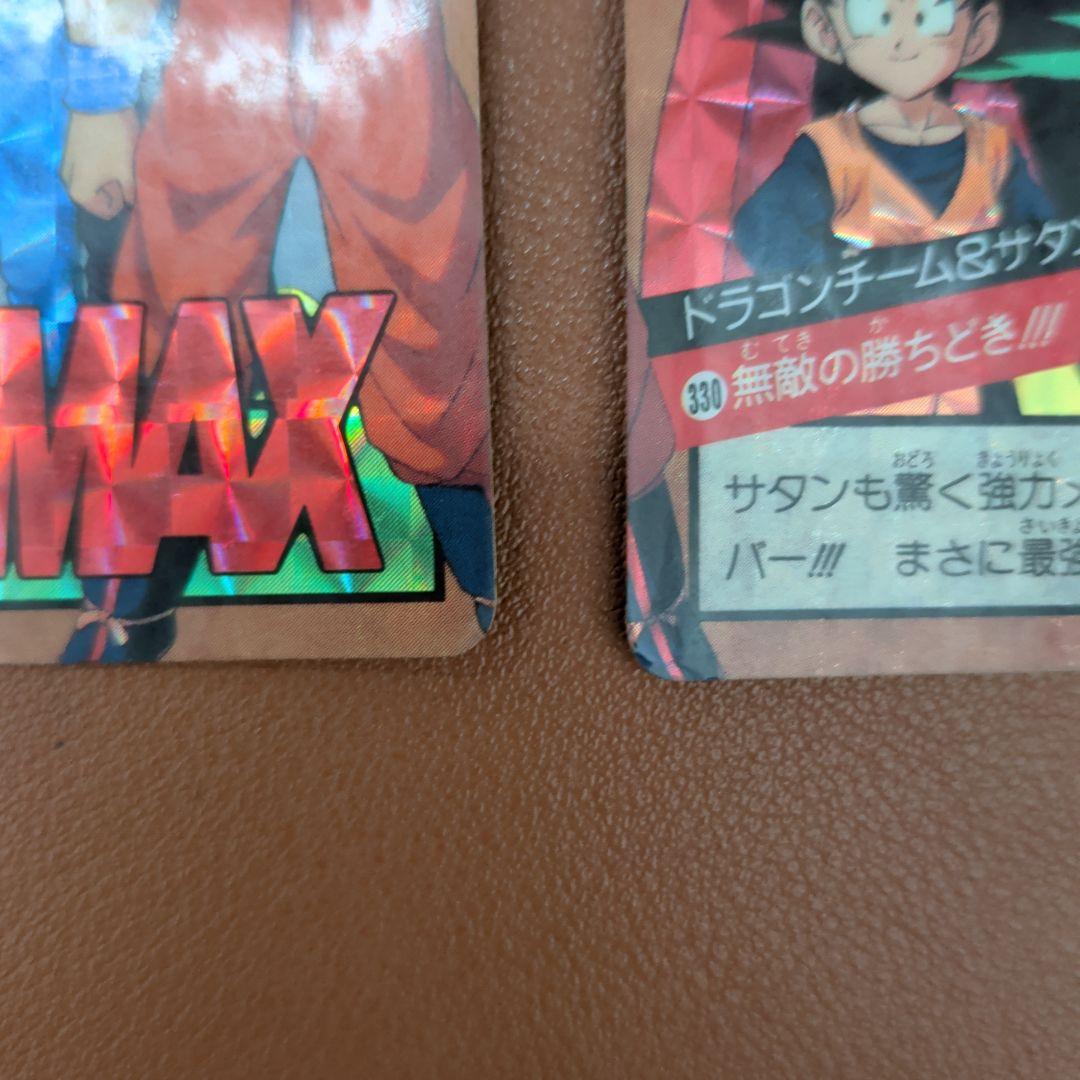 MAX
ドラゴンチーム&サタン
むてき か
330 無敵の勝ちどき!!!
おどろ きょうりょく
サタンも驚く強力メ
さいきょ
バー!!! まさに最強